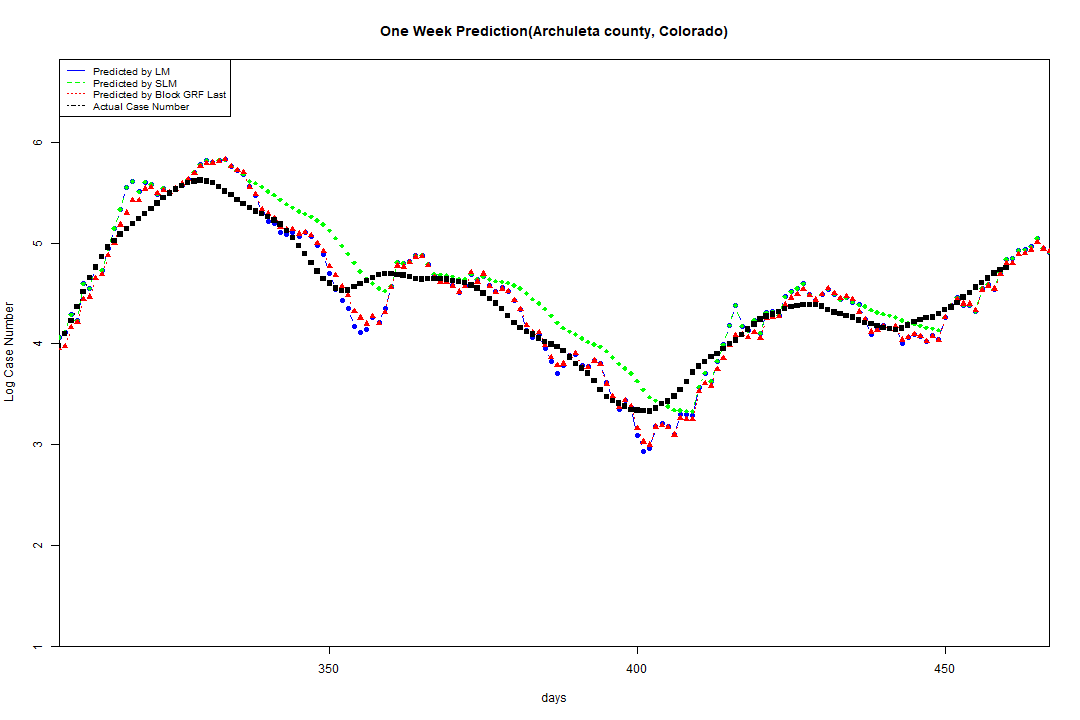 One Week Prediction(Archuleta county, Colorado)
Predicted by LM
Predicted by SLM
Predicted by Block GRF Last
Actual Case Number
6
5
4
3
2
1
Log Case Number
350 400 450
days